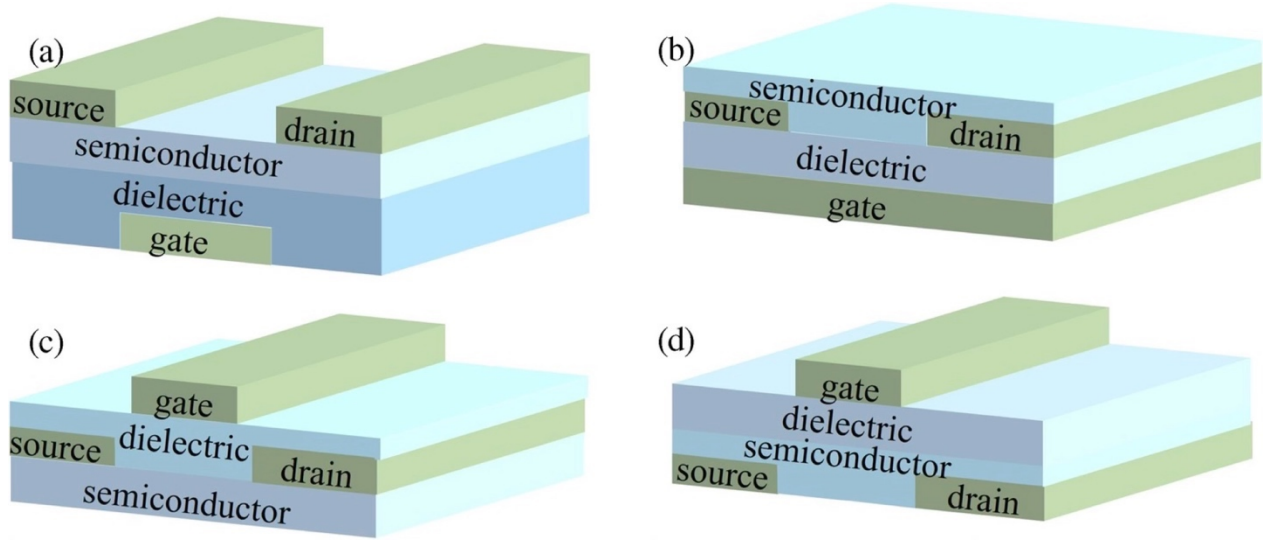 (a)
source
drain
semiconductor
dielectric
gate
(b)
semiconductor
source
drain
dielectric
gate
(c)
gate
dielectric
source
drain
semiconductor
(d)
gate
dielectric
semiconductor
source
drain